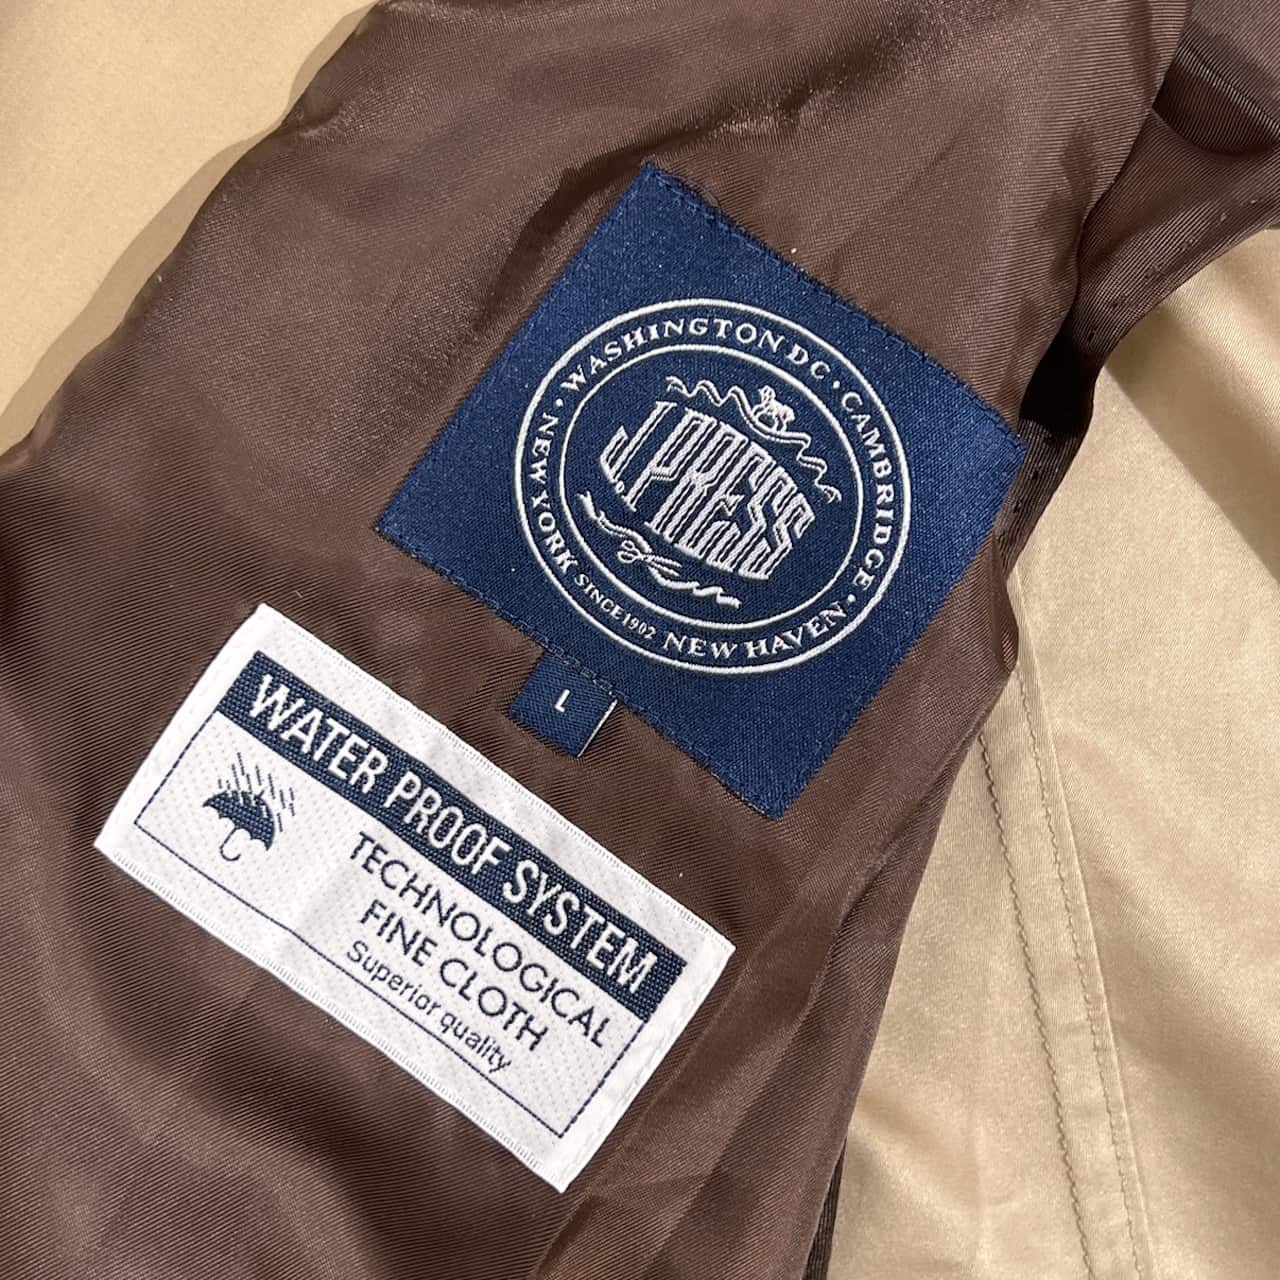 NEW YORK • WASHINGTON DC • CAMBRIDGE • NEW HAVEN
SINCE 1902
J.PRESS
L
WATER PROOF SYSTEM
TECHNOLOGICAL
FINE CLOTH
Superior quality